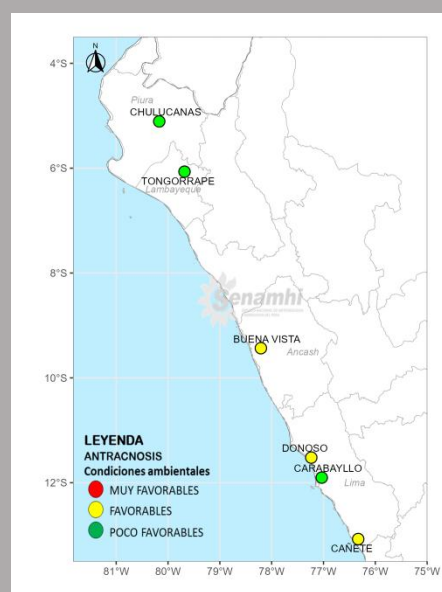 N
4°S
Piura
CHULUCANAS
6°S
TONGORRAPE
Lambayeque
8°S
Senamhi
BUENA VISTA
Ancash
10°S
DONOSO
CARABAYLLO
Lima
12°S
CAÑETE
LEYENDA
ANTRACNOSIS
Condiciones ambientales
MUY FAVORABLES
FAVORABLES
POCO FAVORABLES
81°W 80°W 79°W 78°W 77°W 76°W 75°W